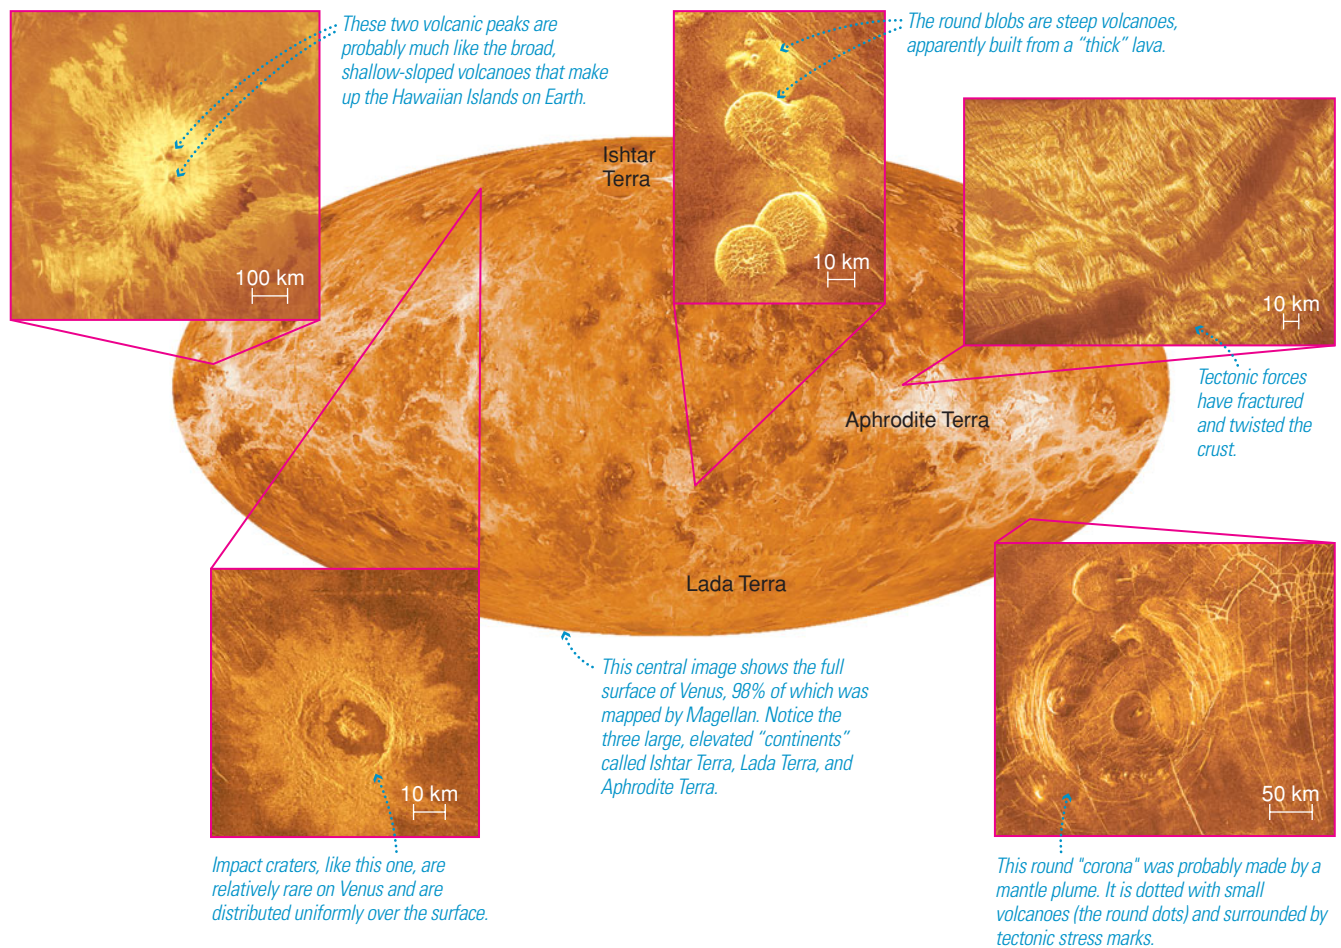 These two volcanic peaks are
probably much like the broad,
shallow-sloped volcanoes that make
up the Hawaiian Islands on Earth.
100 km
The round blobs are steep volcanoes,
apparently built from a “thick” lava.
10 km
10 km
Tectonic forces
have fractured
and twisted the
crust.
Ishtar
Terra
Aphrodite Terra
Lada Terra
This central image shows the full
surface of Venus, 98% of which was
mapped by Magellan. Notice the
three large, elevated “continents”
called Ishtar Terra, Lada Terra, and
Aphrodite Terra.
10 km
Impact craters, like this one, are
relatively rare on Venus and are
distributed uniformly over the surface.
50 km
This round "corona" was probably made by a
mantle plume. It is dotted with small
volcanoes (the round dots) and surrounded by
tectonic stress marks.